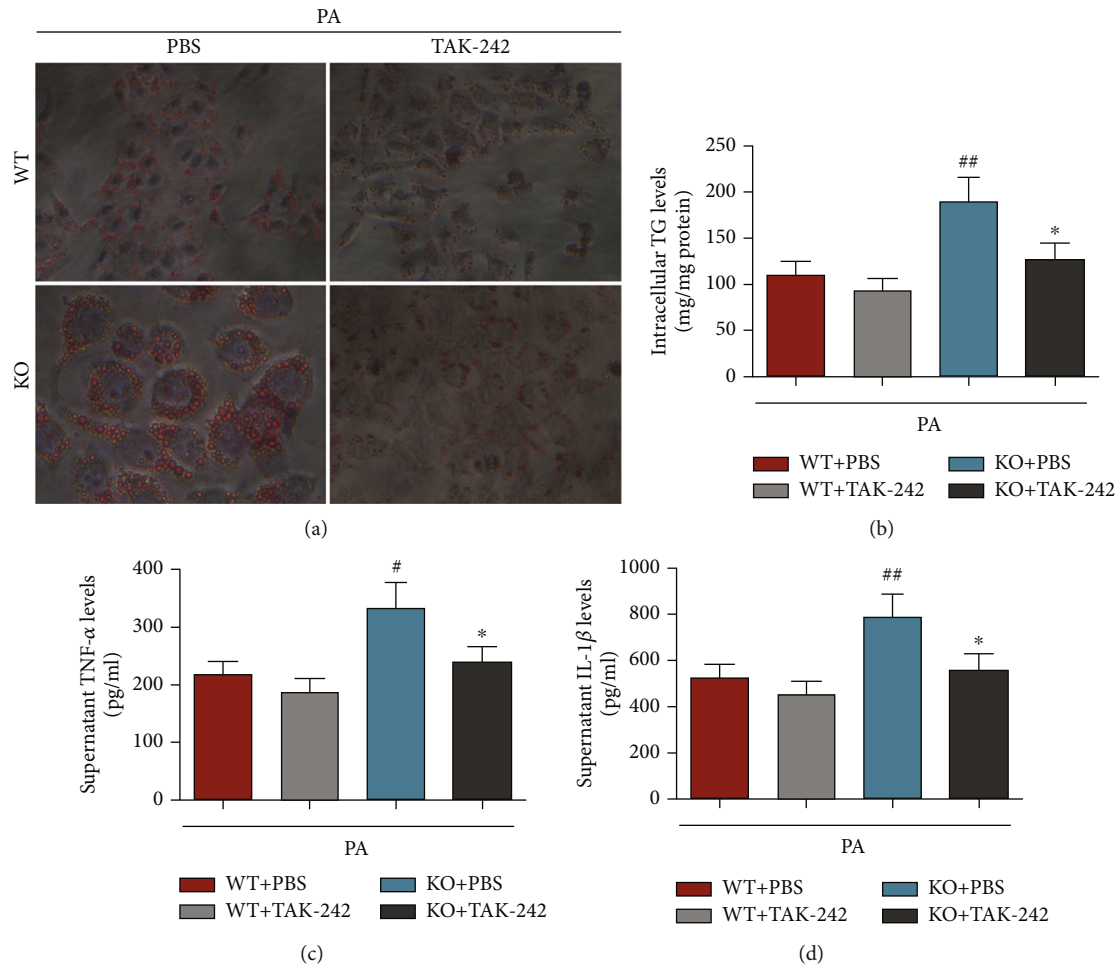 PA
PBS TAK-242
WT
KO
(a)
Intracellular TG levels
(mg/mg protein)
250
200
150
100
50
0
##
*
PA
WT+PBS KO+PBS
WT+TAK-242 KO+TAK-242
(b)
Supernatant TNF-α levels
(pg/ml)
400
300
200
100
0
#
*
PA
WT+PBS KO+PBS
WT+TAK-242 KO+TAK-242
(c)
Supernatant IL-1β levels
(pg/ml)
1000
800
600
400
200
0
##
*
PA
WT+PBS KO+PBS
WT+TAK-242 KO+TAK-242
(d)